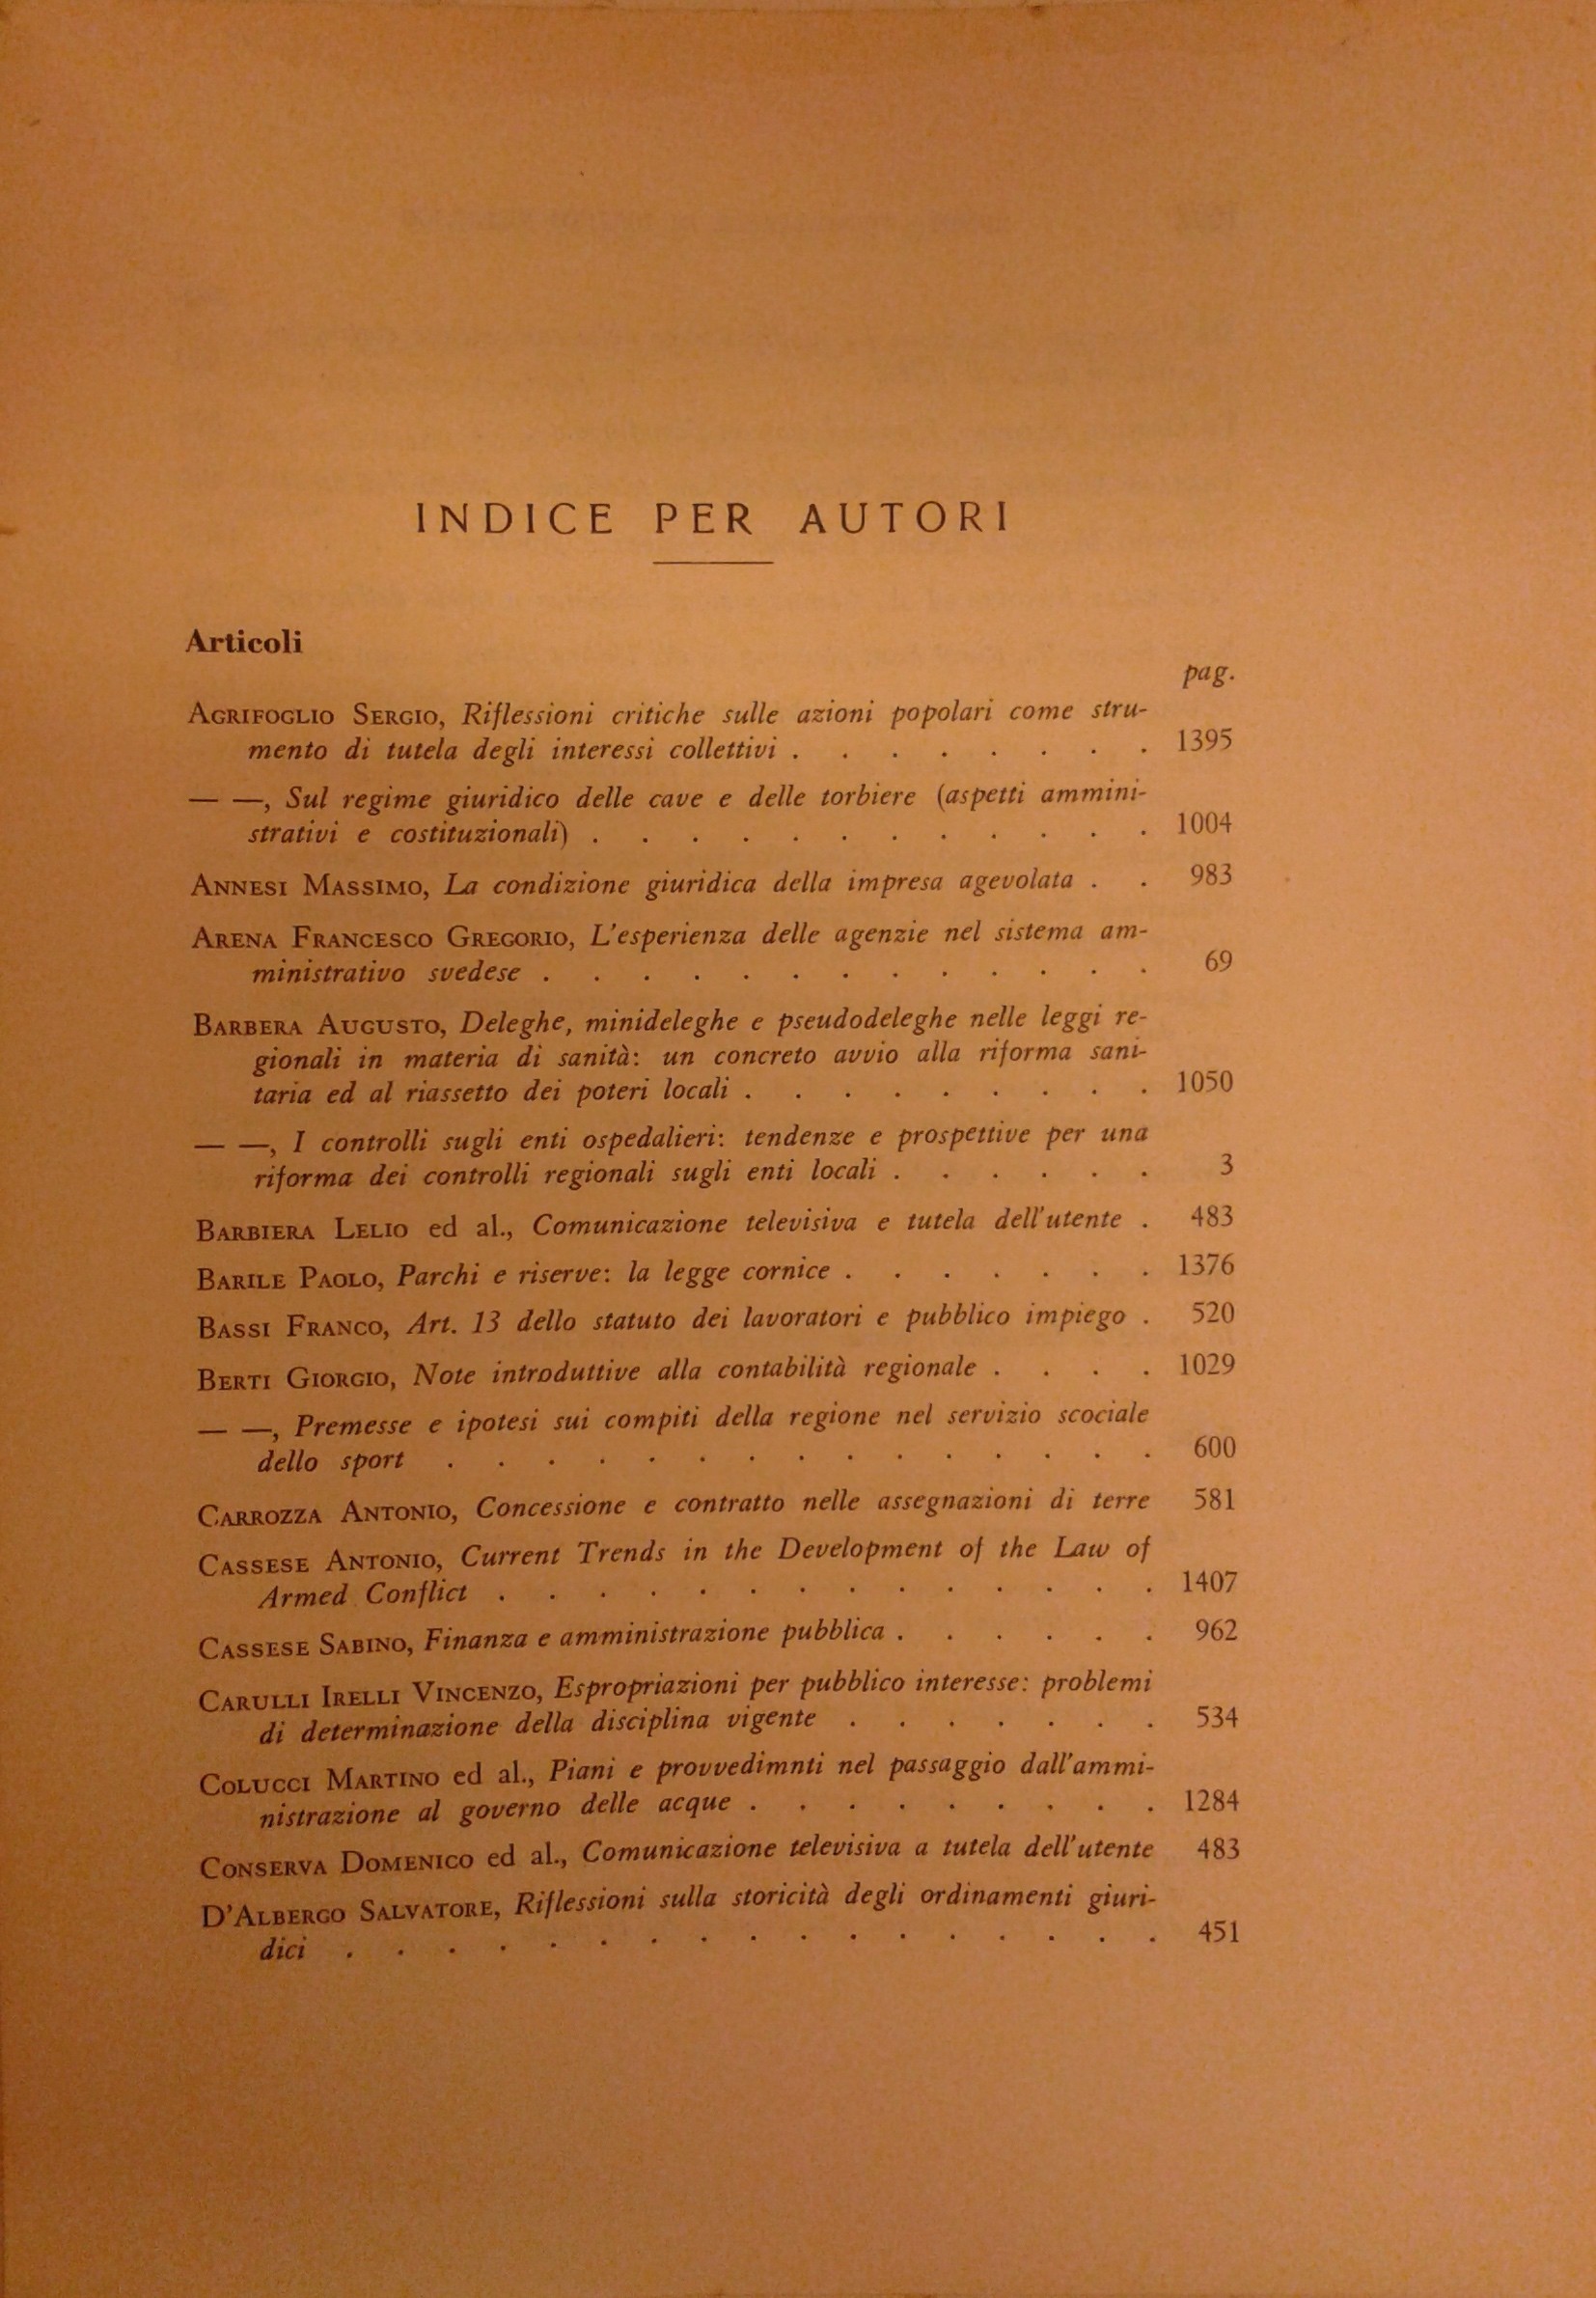 INDICE PER AUTORI
Articoli
pag.
AGRIFOGLIO SERGIO, Riflessioni critiche sulle azioni popolari come stru-
mento di tutela degli interessi collettivi . . . . . . . . 1395
— —, Sul regime giuridico delle cave e delle torbiere (aspetti ammini-
strativi e costituzionali) . . . . . . . . . . . . 1004
ANNESI MASSIMO, La condizione giuridica della impresa agevolata . . 983
ARENA FRANCESCO GREGORIO, L'esperienza delle agenzie nel sistema am-
ministrativo svedese . . . . . . . . . . . . . 69
BARBERA AUGUSTO, Deleghe, minideleghe e pseudodeleghe nelle leggi re-
gionali in materia di sanità: un concreto avvio alla riforma sani-
taria ed al riassetto dei poteri locali . . . . . . . . . 1050
— —, I controlli sugli enti ospedalieri: tendenze e prospettive per una
riforma dei controlli regionali sugli enti locali . . . . . . 3
BARBIERA LELIO ed al., Comunicazione televisiva e tutela dell'utente . 483
BARILE PAOLO, Parchi e riserve: la legge cornice . . . . . . . 1376
BASSI FRANCO, Art. 13 dello statuto dei lavoratori e pubblico impiego . 520
BERTI GIORGIO, Note introduttive alla contabilità regionale . . . . 1029
— —, Premesse e ipotesi sui compiti della regione nel servizio scociale
dello sport . . . . . . . . . . . . . . . 600
CARROZZA ANTONIO, Concessione e contratto nelle assegnazioni di terre 581
CASSESE ANTONIO, Current Trends in the Development of the Law of
Armed Conflict . . . . . . . . . . . . . . 1407
CASSESE SABINO, Finanza e amministrazione pubblica . . . . . . 962
CARULLI IRELLI VINCENZO, Espropriazioni per pubblico interesse: problemi
di determinazione della disciplina vigente . . . . . . . 534
COLUCCI MARTINO ed al., Piani e provvedimnti nel passaggio dall'ammi-
nistrazione al governo delle acque . . . . . . . . . 1284
CONSERVA DOMENICO ed al., Comunicazione televisiva a tutela dell'utente 483
D'ALBERGO SALVATORE, Riflessioni sulla storicità degli ordinamenti giuri-
dici . . . . . . . . . . . . . . . . . 451